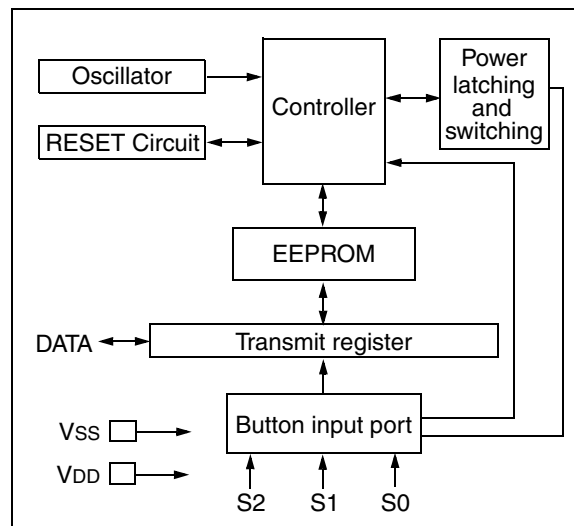 Oscillator
RESET Circuit
Controller
Power
latching
and
switching
EEPROM
DATA
Transmit register
Button input port
VSS
VDD
S2 S1 S0